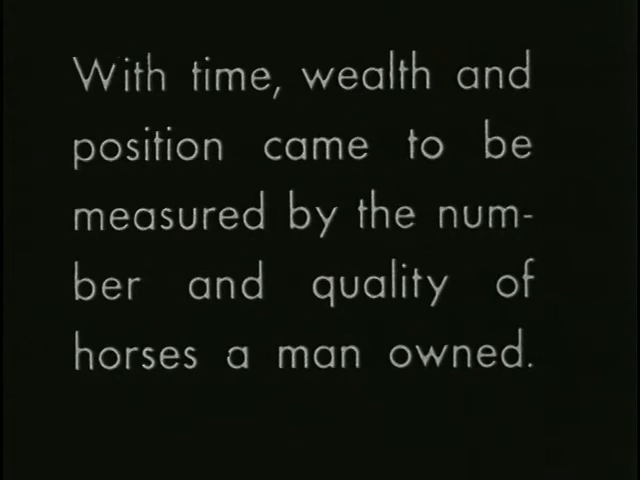 With time, wealth and
position came to be
measured by the num-
ber and quality of
horses a man owned.